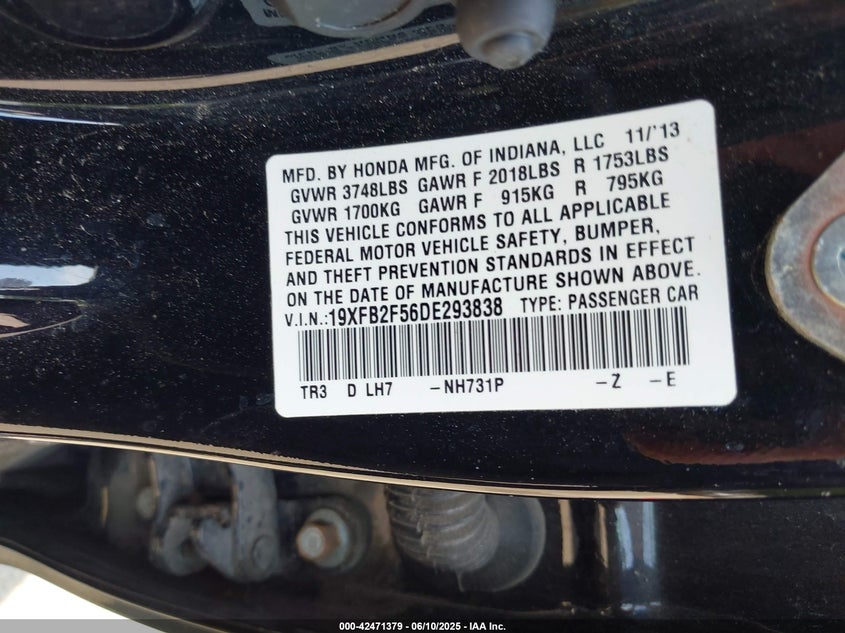 MFD. BY HONDA MFG. OF INDIANA, LLC 11/'13
GVWR 3748LBS GAWR F 2018LBS R 1753LBS
GVWR 1700KG GAWR F 915KG R 795KG
THIS VEHICLE CONFORMS TO ALL APPLICABLE
FEDERAL MOTOR VEHICLE SAFETY, BUMPER,
AND THEFT PREVENTION STANDARDS IN EFFECT
ON THE DATE OF MANUFACTURE SHOWN ABOVE.
V.I.N.:19XFB2F56DE293838 TYPE: PASSENGER CAR
TR3 D LH7 -NH731P -Z -E
000-42471379 06/10/2025 IAA Inc.